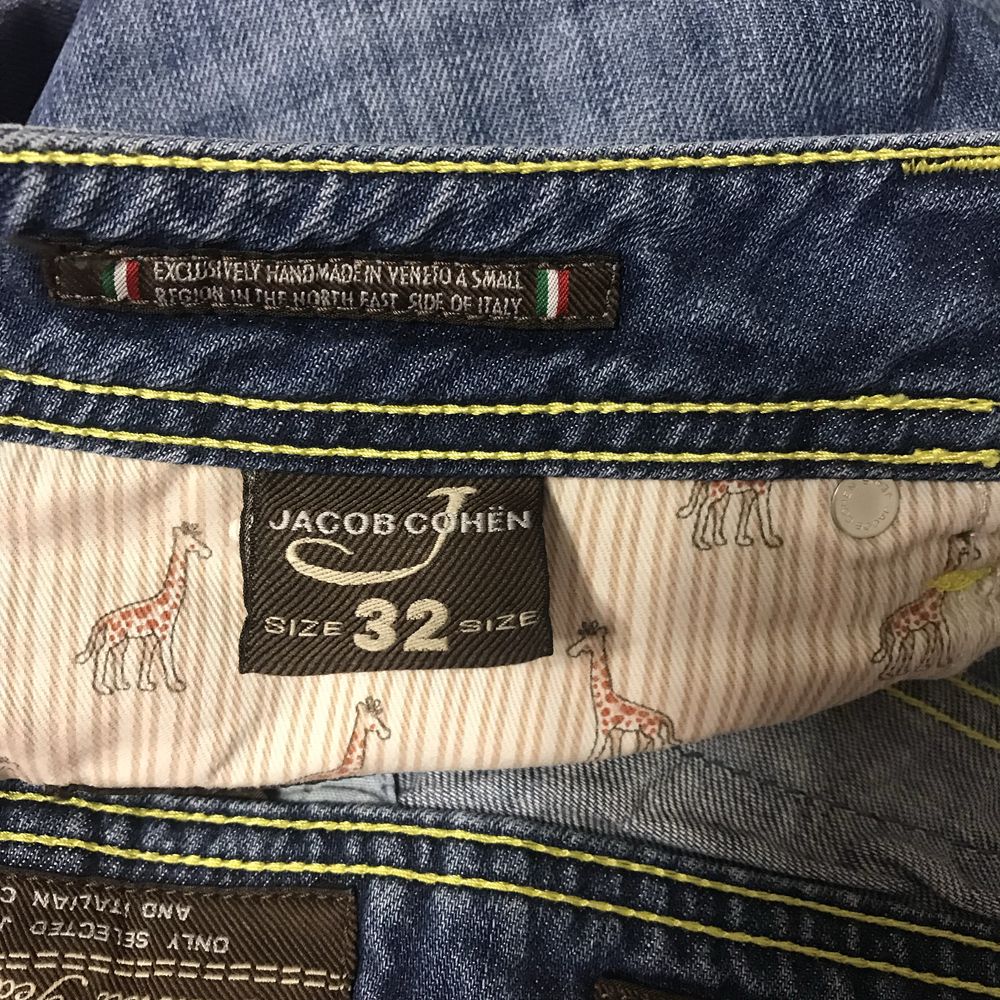 EXCLUSIVELY HANDMADE IN VENETO A SMALL
REGION IN THE NORTH EAST SIDE OF ITALY
JACOB COHËN
SIZE 32 SIZE
ONLY SELECTED J
AND ITALIAN C